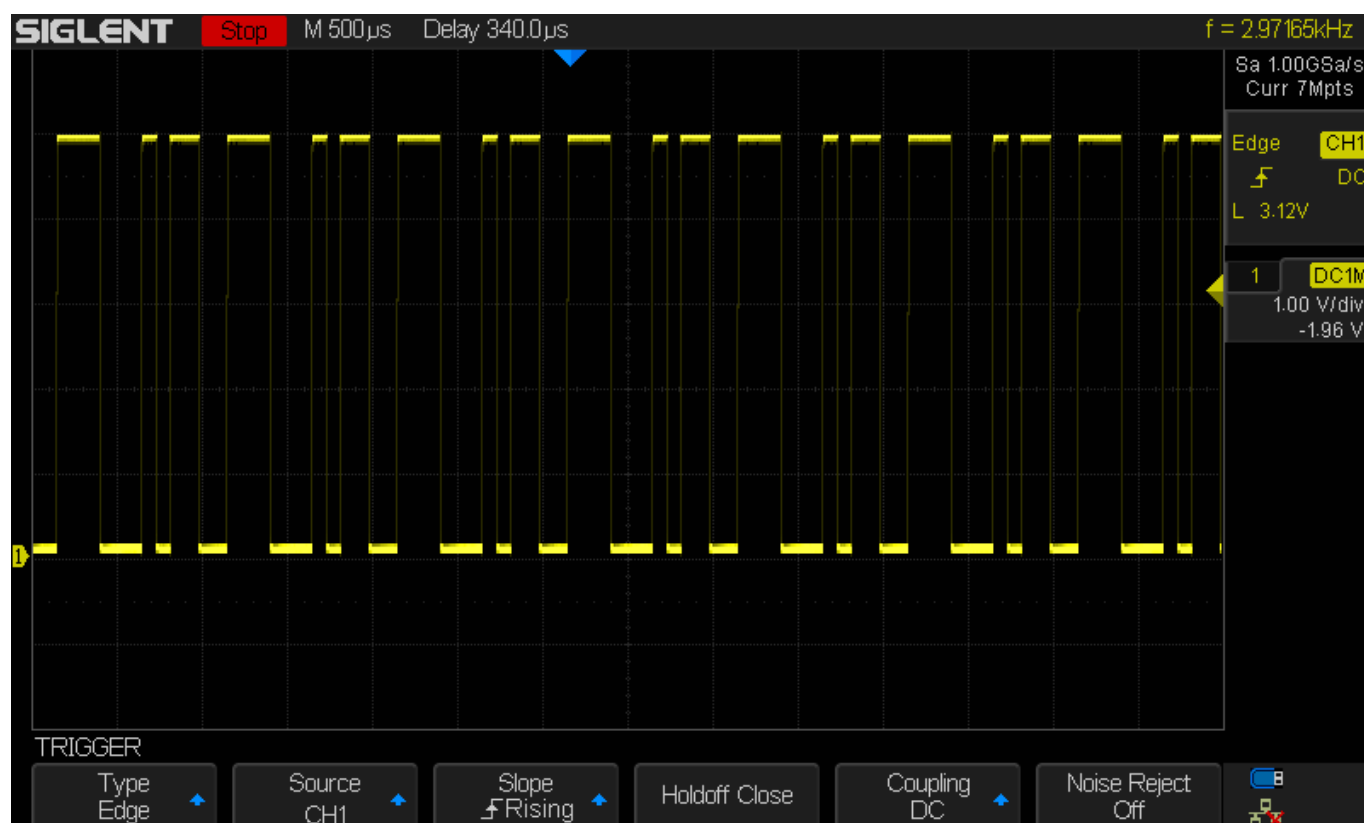 SIGLENT Stop M 500µs Delay 340.0µs f = 2.97165kHz
Sa 1.00GSa/s
Curr 7Mpts
Edge CH1
DC
L 3.12V
1 DC1M
1.00 V/div
-1.96 V
1
TRIGGER
Type Source Slope Holdoff Close Coupling Noise Reject
Edge CH1 Rising DC Off